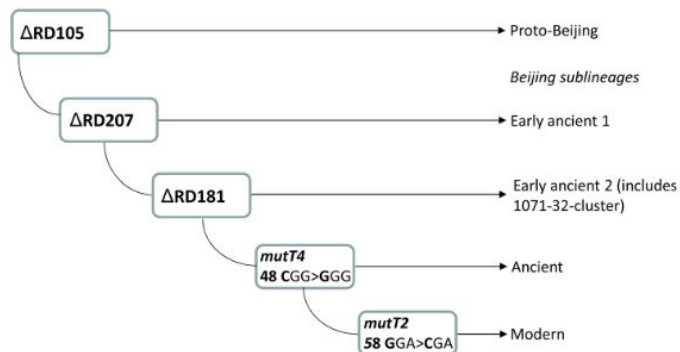 ΔRD105
Proto-Beijing
Beijing sublineages
ΔRD207
Early ancient 1
ΔRD181
Early ancient 2 (includes
1071-32-cluster)
mutT4
48 CGG>GGG
Ancient
mutT2
58 GGA>CGA
Modern